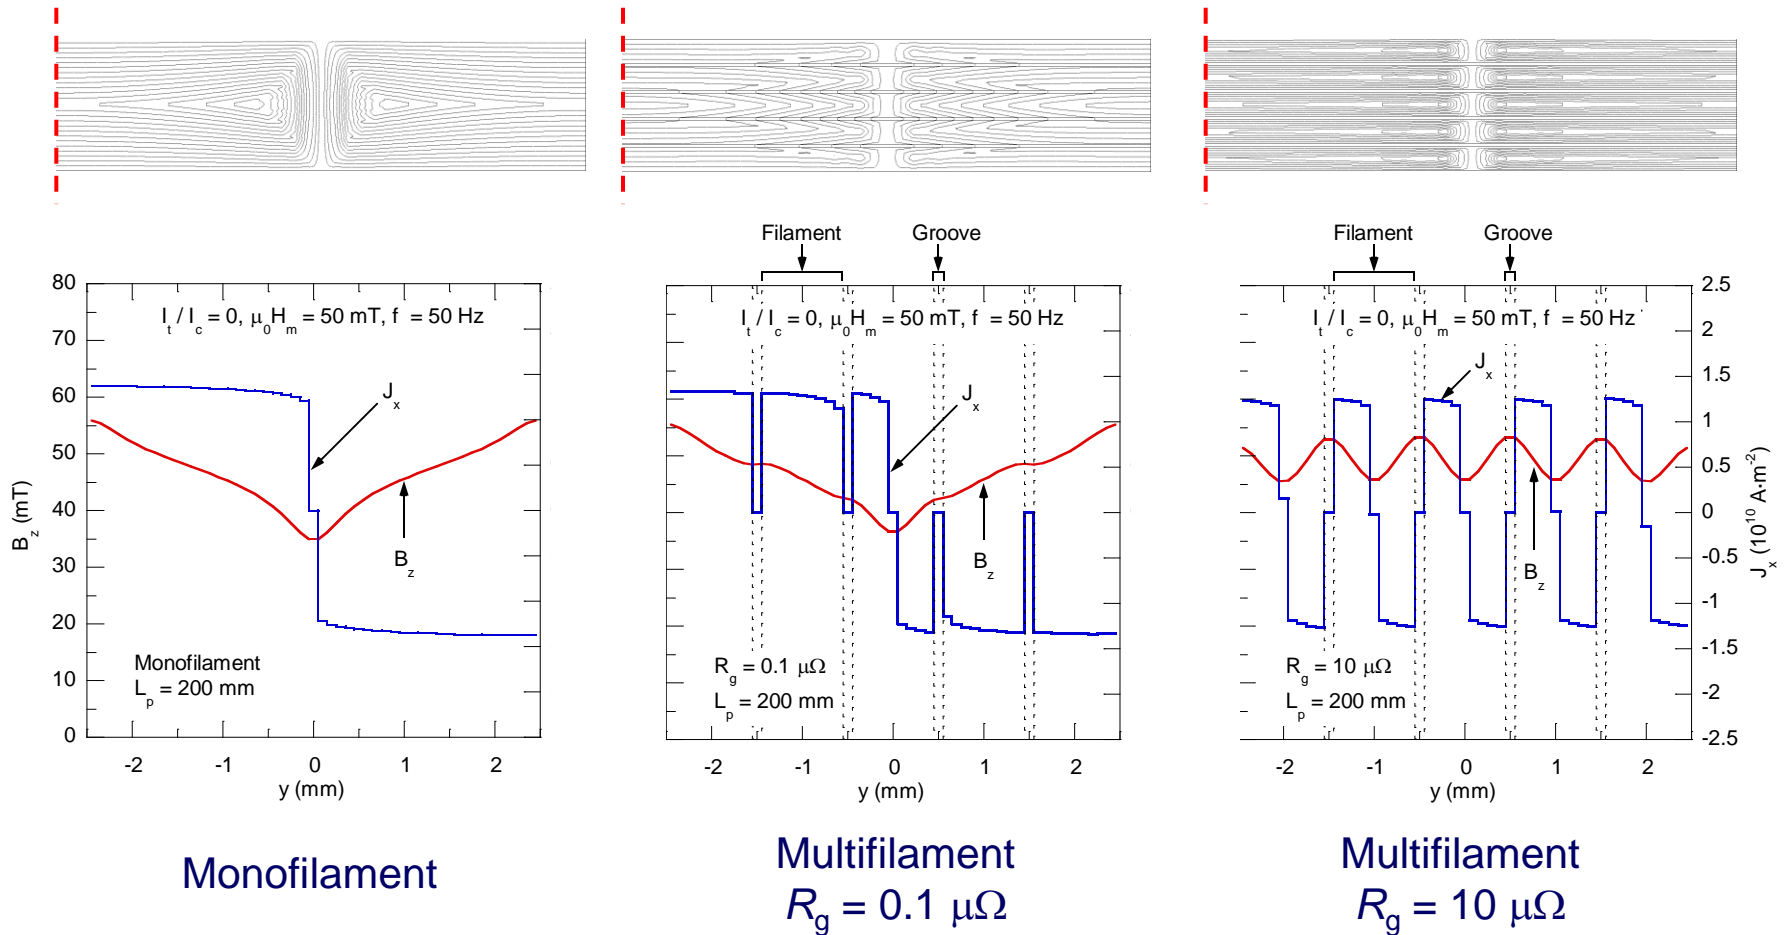 Filament
Groove
Filament
Groove
80
70
60
50
40
30
20
10
0
B_z (mT)
I_t / I_c = 0, μ_0H_m = 50 mT, f = 50 Hz
J_x
B_z
Monofilament
L_p = 200 mm
-2
-1
0
1
2
y (mm)
I_t / I_c = 0, μ_0H_m = 50 mT, f = 50 Hz
J_x
B_z
R_g = 0.1 μΩ
L_p = 200 mm
-2
-1
0
1
2
y (mm)
I_t / I_c = 0, μ_0H_m = 50 mT, f = 50 Hz
J_x
B_z
R_g = 10 μΩ
L_p = 200 mm
-2
-1
0
1
2
y (mm)
2.5
2
1.5
1
0.5
0
-0.5
-1
-1.5
-2
-2.5
J_x (10^10 A·m^-2)
Monofilament
Multifilament
R_g = 0.1 μΩ
Multifilament
R_g = 10 μΩ